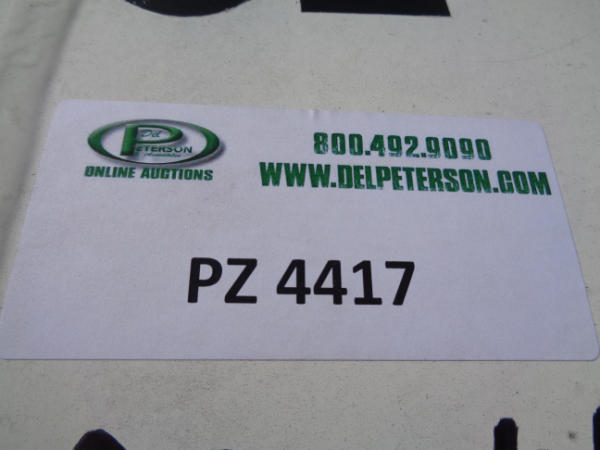 Del
PETERSON
ONLINE AUCTIONS
800.492.9090
WWW.DELPETERSON.COM
PZ 4417